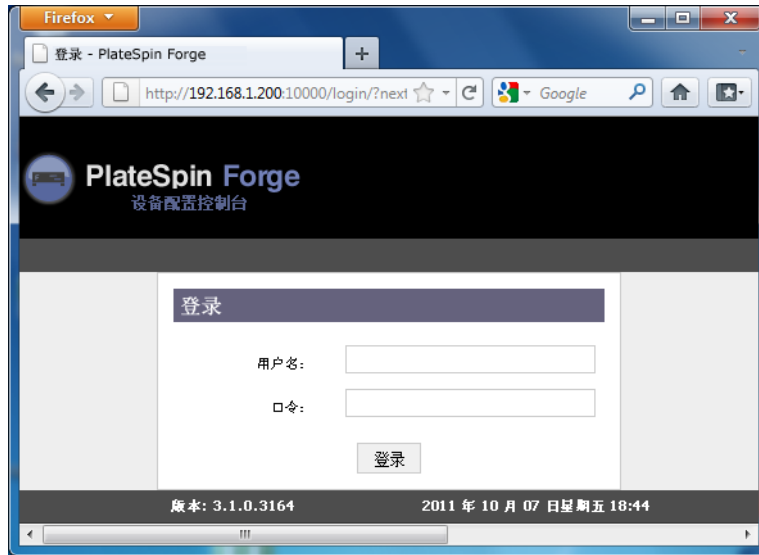 Firefox
登录 - PlateSpin Forge
http://192.168.1.200:10000/login/?next
Google
PlateSpin Forge
设备配置控制台
登录
用户名:
口令:
登录
版本: 3.1.0.3164
2011 年 10 月 07 日星期五 18:44